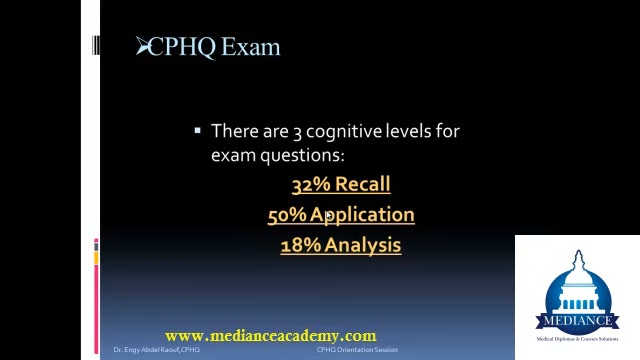 CPHQ Exam
There are 3 cognitive levels for
exam questions:
32% Recall
50% Application
18% Analysis
MEDIANCE
Medical Diplomas & Courses Solutions
www.medianceacademy.com
Dr. Engy Abdel Raouf,CPHQ
CPHQ Orientation Session